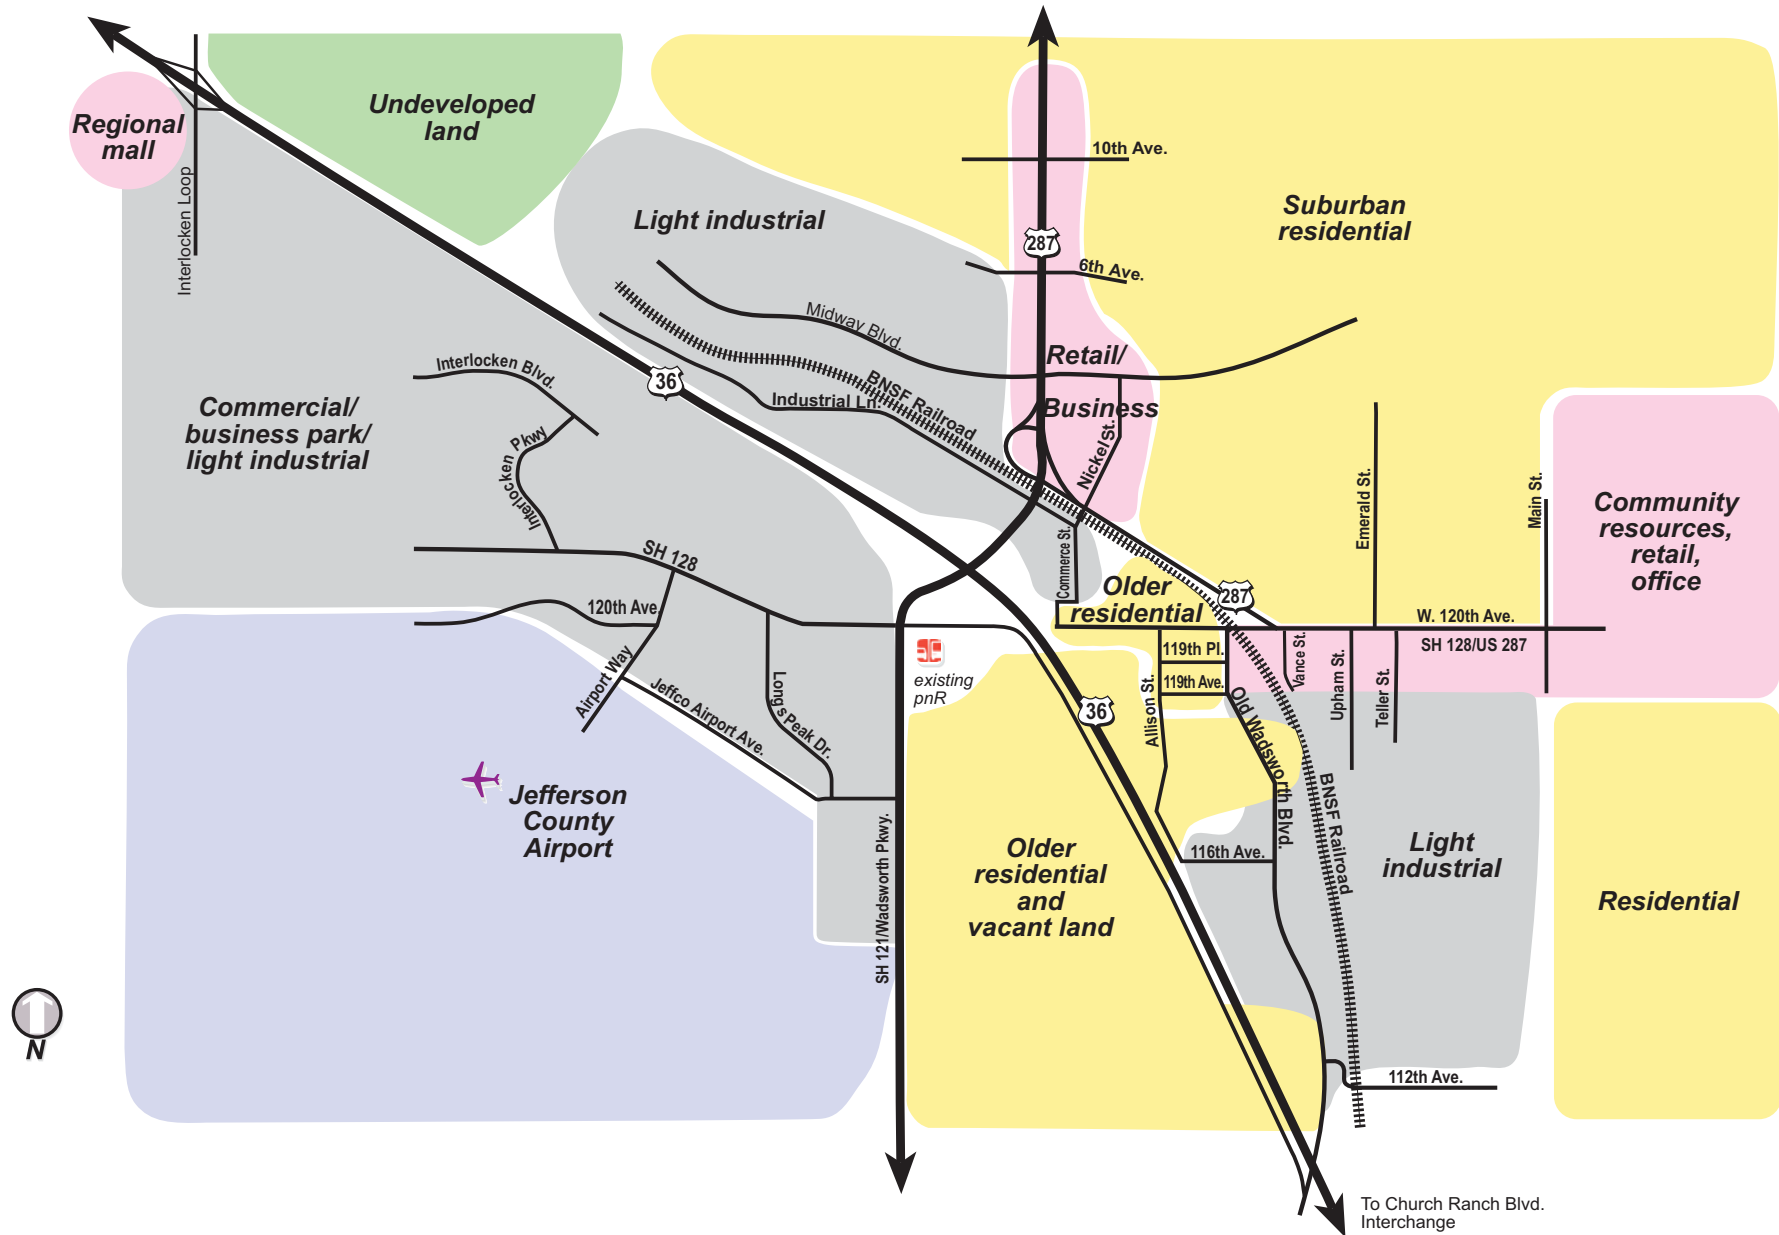 Regional
mall
Undeveloped
land
10th Ave.
Suburban
residential
Light industrial
287
6th Ave.
Interlocken Loop
Midway Blvd.
Retail/
Business
36
Interlocken Blvd.
BNSF Railroad
Industrial Ln.
Commercial/
business park/
light industrial
Interlocken Pkwy
Nickel St.
Emerald St.
Main St.
Community
resources,
retail,
office
SH 128
Commerce St.
Older
residential
287
120th Ave.
W. 120th Ave.
SH 128/US 287
existing
pnR
119th Pl.
119th Ave.
Vance St.
Upham St.
Teller St.
Airport Way
Jeffco Airport Ave.
Long's Peak Dr.
36
Allison St.
Old Wadsworth Blvd.
BNSF Railroad
Jefferson
County
Airport
SH 121/Wadsworth Pkwy.
Older
residential
and
vacant land
116th Ave.
Light
industrial
Residential
N
112th Ave.
To Church Ranch Blvd.
Interchange